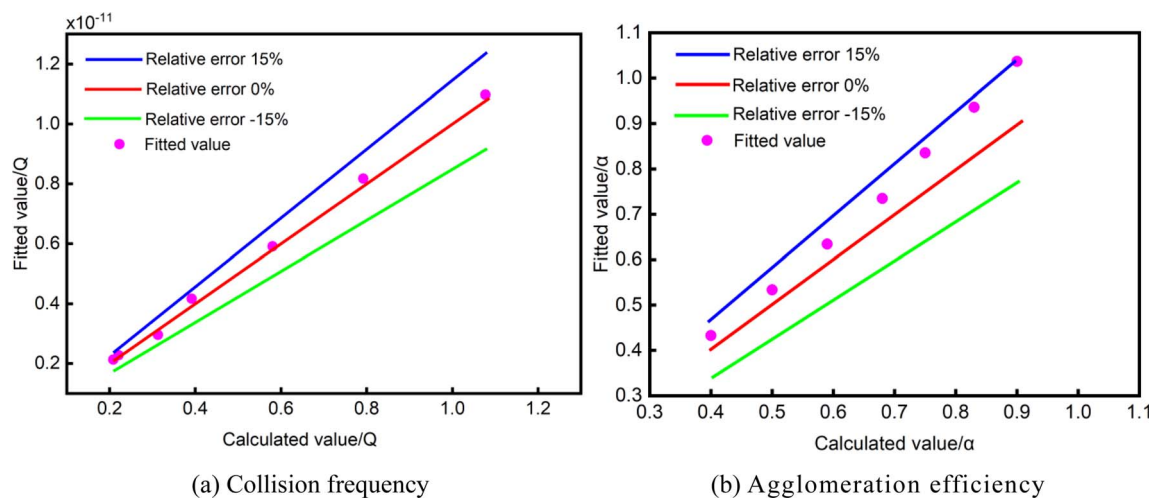 x10-11
1.2
1.0
0.8
0.6
0.4
0.2
Fitted value/Q
Relative error 15%
Relative error 0%
Relative error -15%
Fitted value
0.2 0.4 0.6 0.8 1.0 1.2
Calculated value/Q
(a) Collision frequency
1.1
1.0
0.9
0.8
0.7
0.6
0.5
0.4
0.3
Fitted value/α
Relative error 15%
Relative error 0%
Relative error -15%
Fitted value
0.3 0.4 0.5 0.6 0.7 0.8 0.9 1.0 1.1
Calculated value/α
(b) Agglomeration efficiency